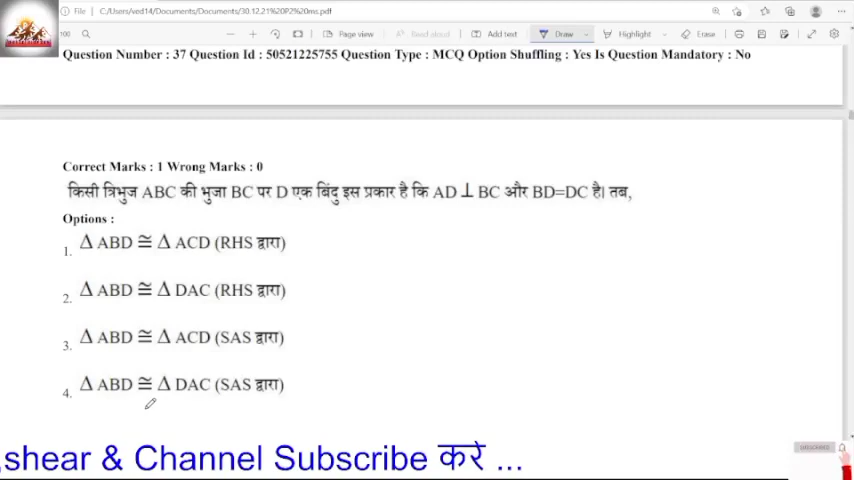 File | C:/Users/ved14/Documents/Documents/30.12.21%20P2%20ms.pdf
Page view | Read aloud | Add text | Draw | Highlight | Erase
Question Number : 37 Question Id : 50521225755 Question Type : MCQ Option Shuffling : Yes Is Question Mandatory : No
Correct Marks : 1 Wrong Marks : 0
किसी त्रिभुज ABC की भुजा BC पर D एक बिंदु इस प्रकार है कि AD ⊥ BC और BD=DC है। तब,
Options :
1. Δ ABD ≅ Δ ACD (RHS द्वारा)
2. Δ ABD ≅ Δ DAC (RHS द्वारा)
3. Δ ABD ≅ Δ ACD (SAS द्वारा)
4. Δ ABD ≅ Δ DAC (SAS द्वारा)
,shear & Channel Subscribe करे ...